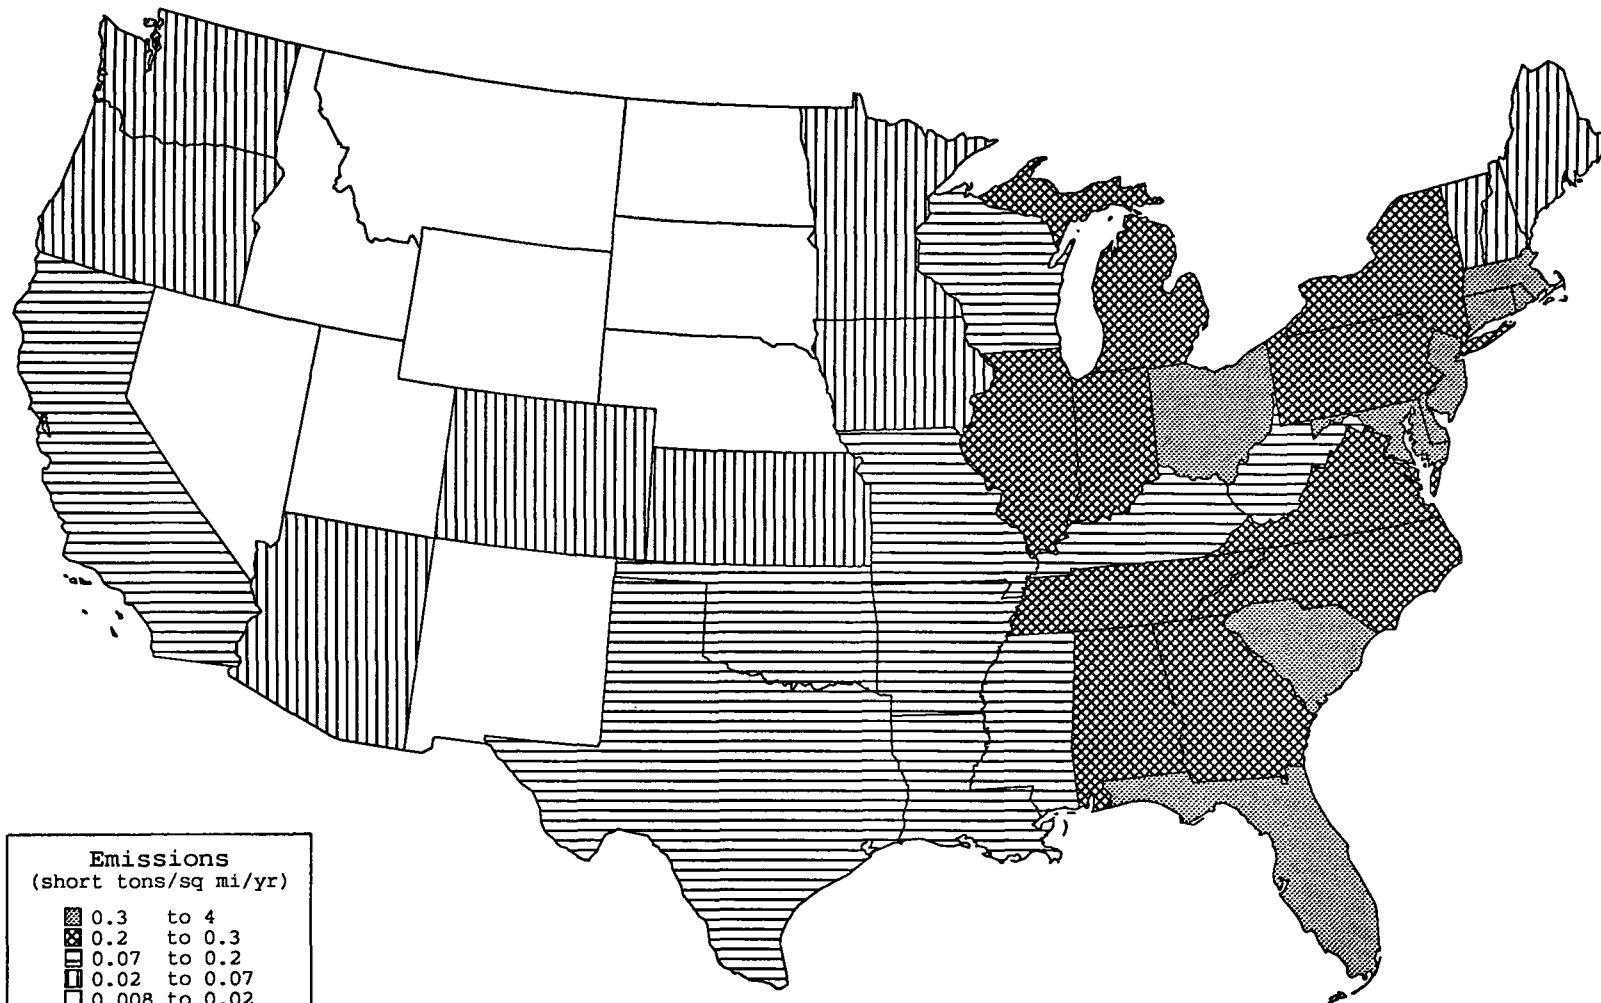 Emissions
(short tons/sq mi/yr)
0.3 to 4
0.2 to 0.3
0.07 to 0.2
0.02 to 0.07
0.008 to 0.02